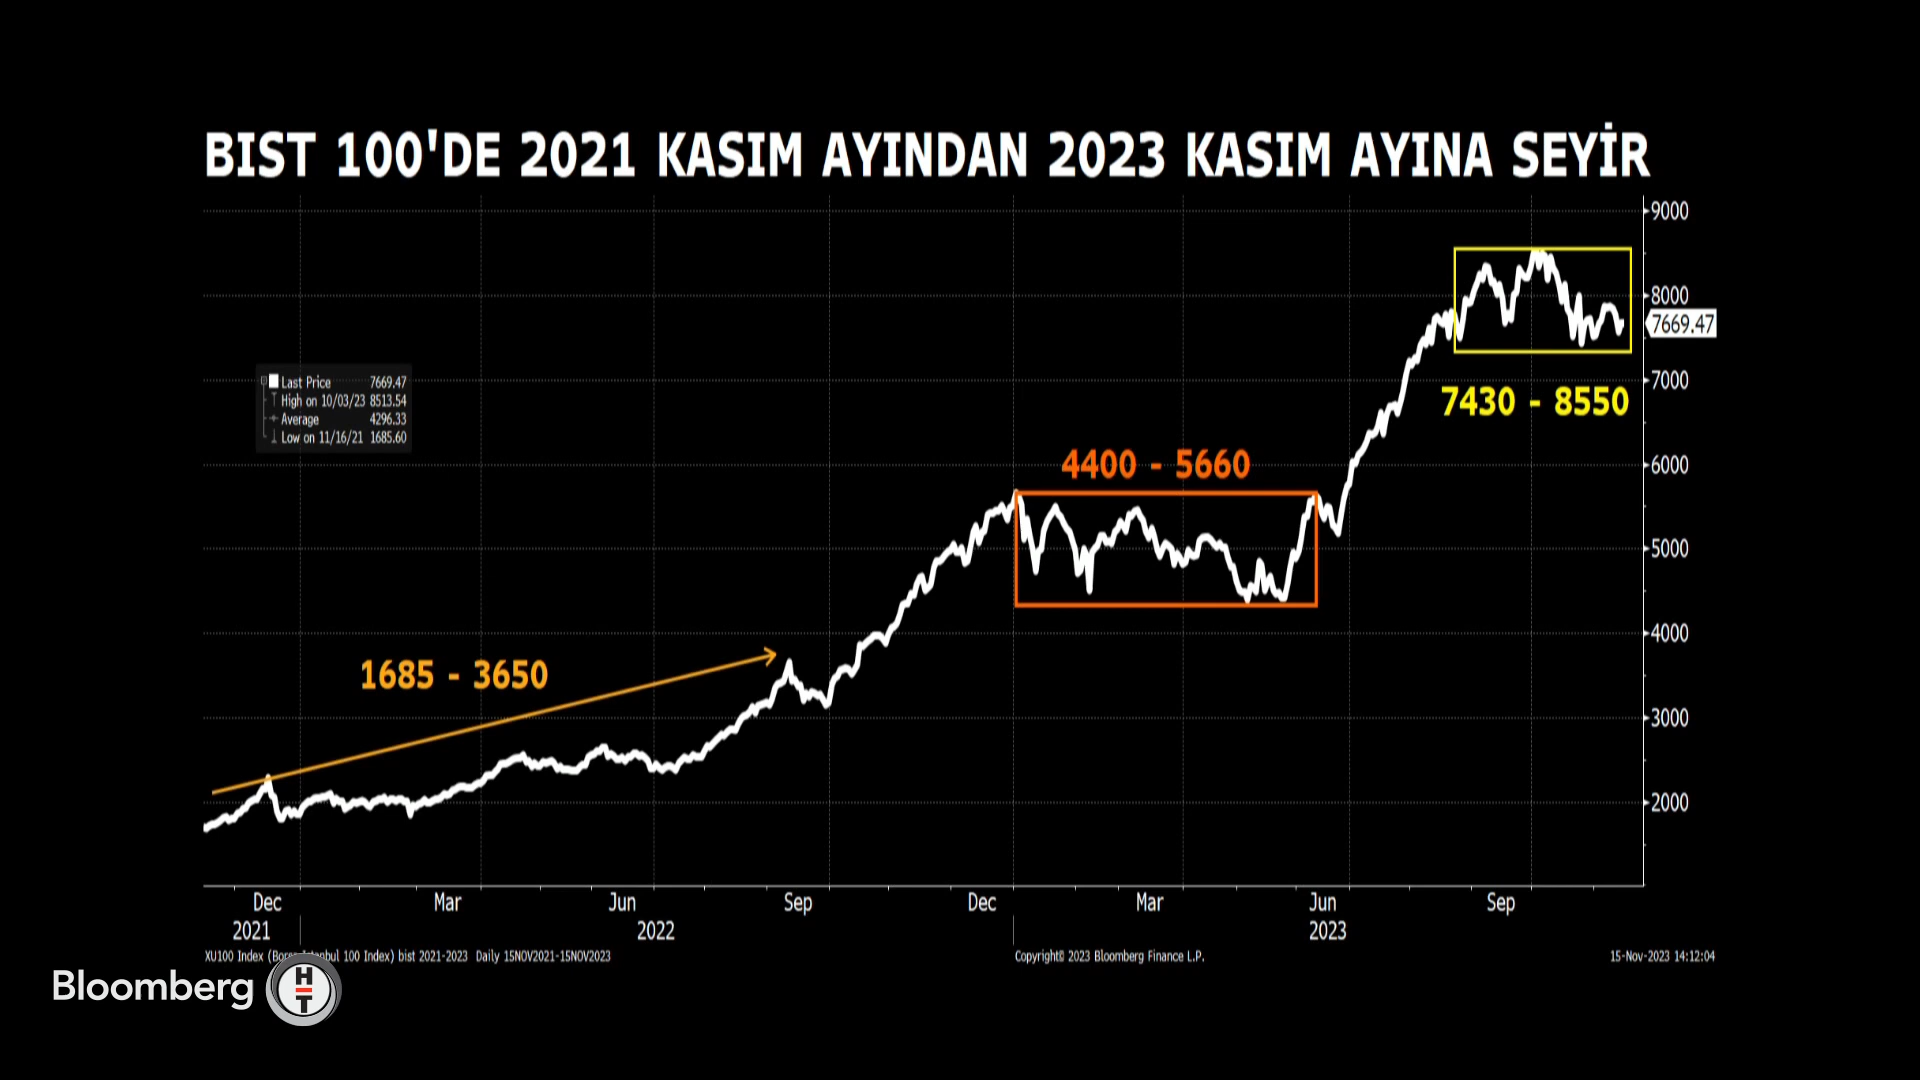 BIST 100'DE 2021 KASIM AYINDAN 2023 KASIM AYINA SEYİR
9000
8000
7669.47
7000
6000
5000
4000
3000
2000
7430 - 8550
4400 - 5660
1685 - 3650
Last Price 7669.47
High on 10/03/23 8513.54
Average 4296.33
Low on 11/16/21 1685.60
Dec Mar Jun Sep Dec Mar Jun Sep
2021 2022 2023
XU100 Index (Borsa Istanbul 100 Index) bist 2021-2023 Daily 15NOV2021-15NOV2023 Copyright© 2023 Bloomberg Finance L.P. 15-Nov-2023 14:12:04
Bloomberg HT